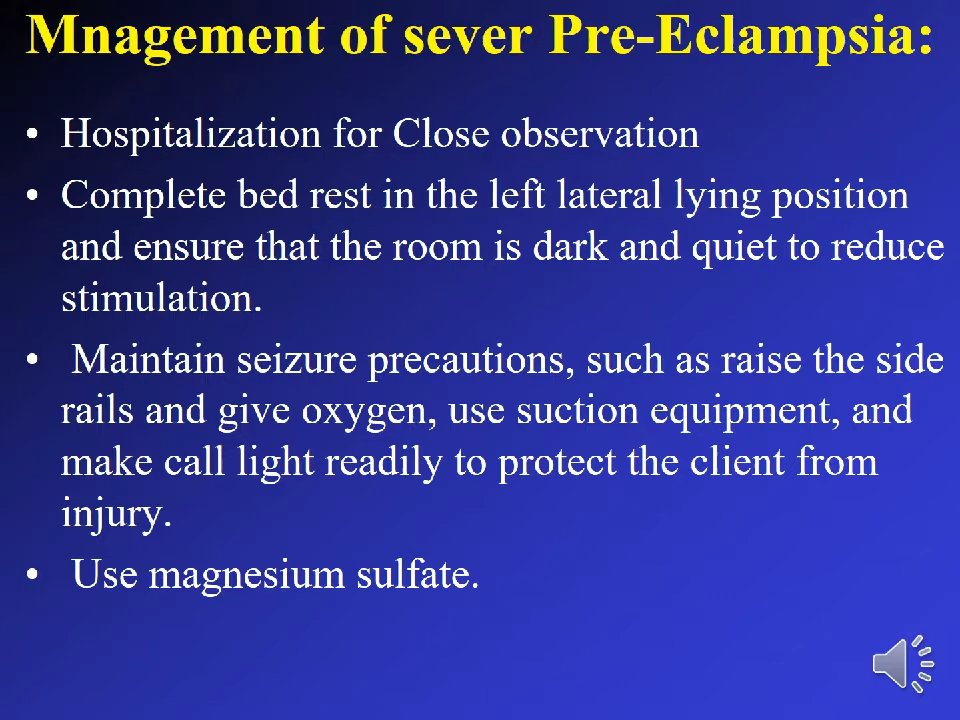 Mnagement of sever Pre-Eclampsia:
• Hospitalization for Close observation
• Complete bed rest in the left lateral lying position
and ensure that the room is dark and quiet to reduce
stimulation.
• Maintain seizure precautions, such as raise the side
rails and give oxygen, use suction equipment, and
make call light readily to protect the client from
injury.
• Use magnesium sulfate.